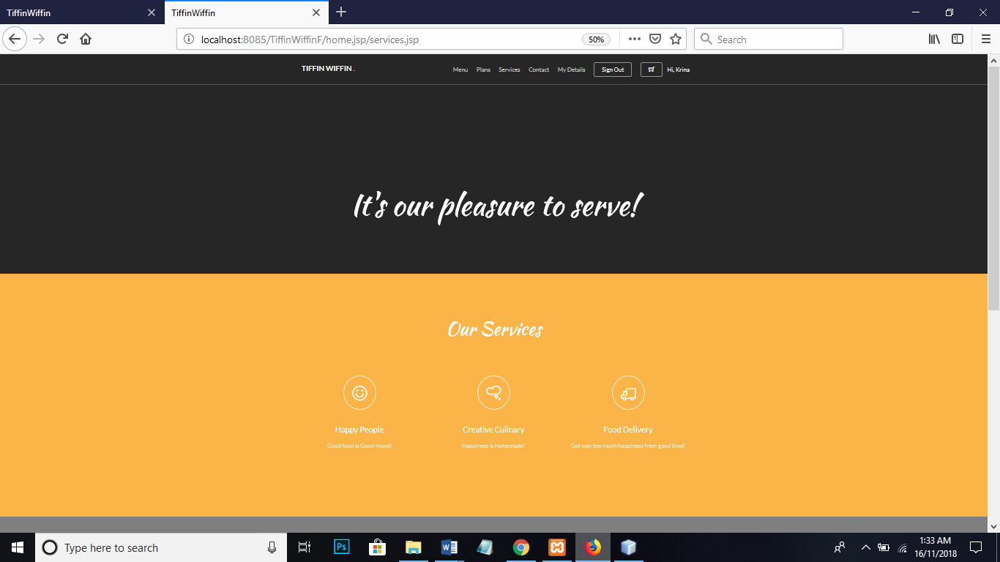 TiffinWiffin
TiffinWiffin
localhost:8085/TiffinWiffinF/home.jsp/services.jsp
50%
Search
TIFFIN WIFFIN .
Menu Plans Services Contact My Details Sign Out Hi, Krina
It's our pleasure to serve!
Our Services
Happy People
Good food is Good mood!
Creative Culinary
Happiness is homemade!
Food Delivery
Get way too much happiness from good food!
Type here to search
Ps
1:33 AM
16/11/2018